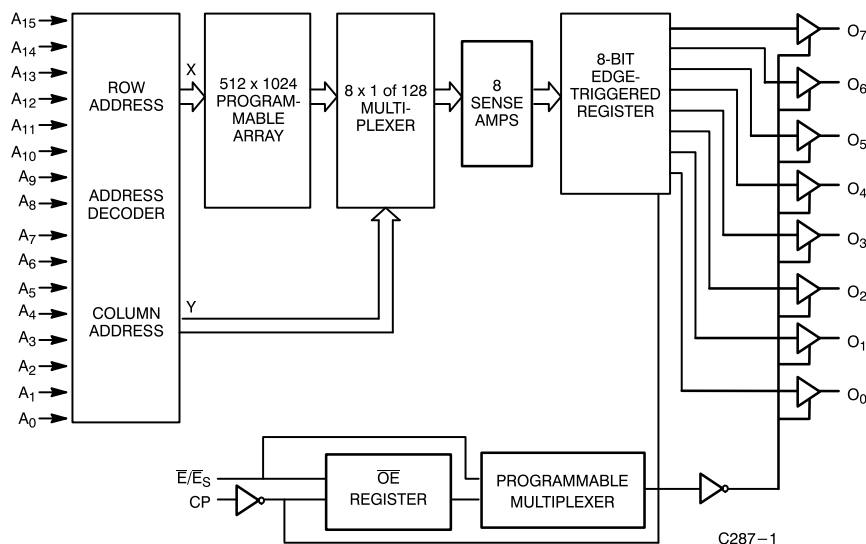 A15
A14
A13
A12
A11
A10
A9
A8
A7
A6
A5
A4
A3
A2
A1
A0
ROW
ADDRESS
ADDRESS
DECODER
COLUMN
ADDRESS
X
Y
512 x 1024
PROGRAM-
MABLE
ARRAY
8 x 1 of 128
MULTI-
PLEXER
8
SENSE
AMPS
8-BIT
EDGE-
TRIGGERED
REGISTER
O7
O6
O5
O4
O3
O2
O1
O0
E̅/E̅S
CP
O̅E̅
REGISTER
PROGRAMMABLE
MULTIPLEXER
C287−1